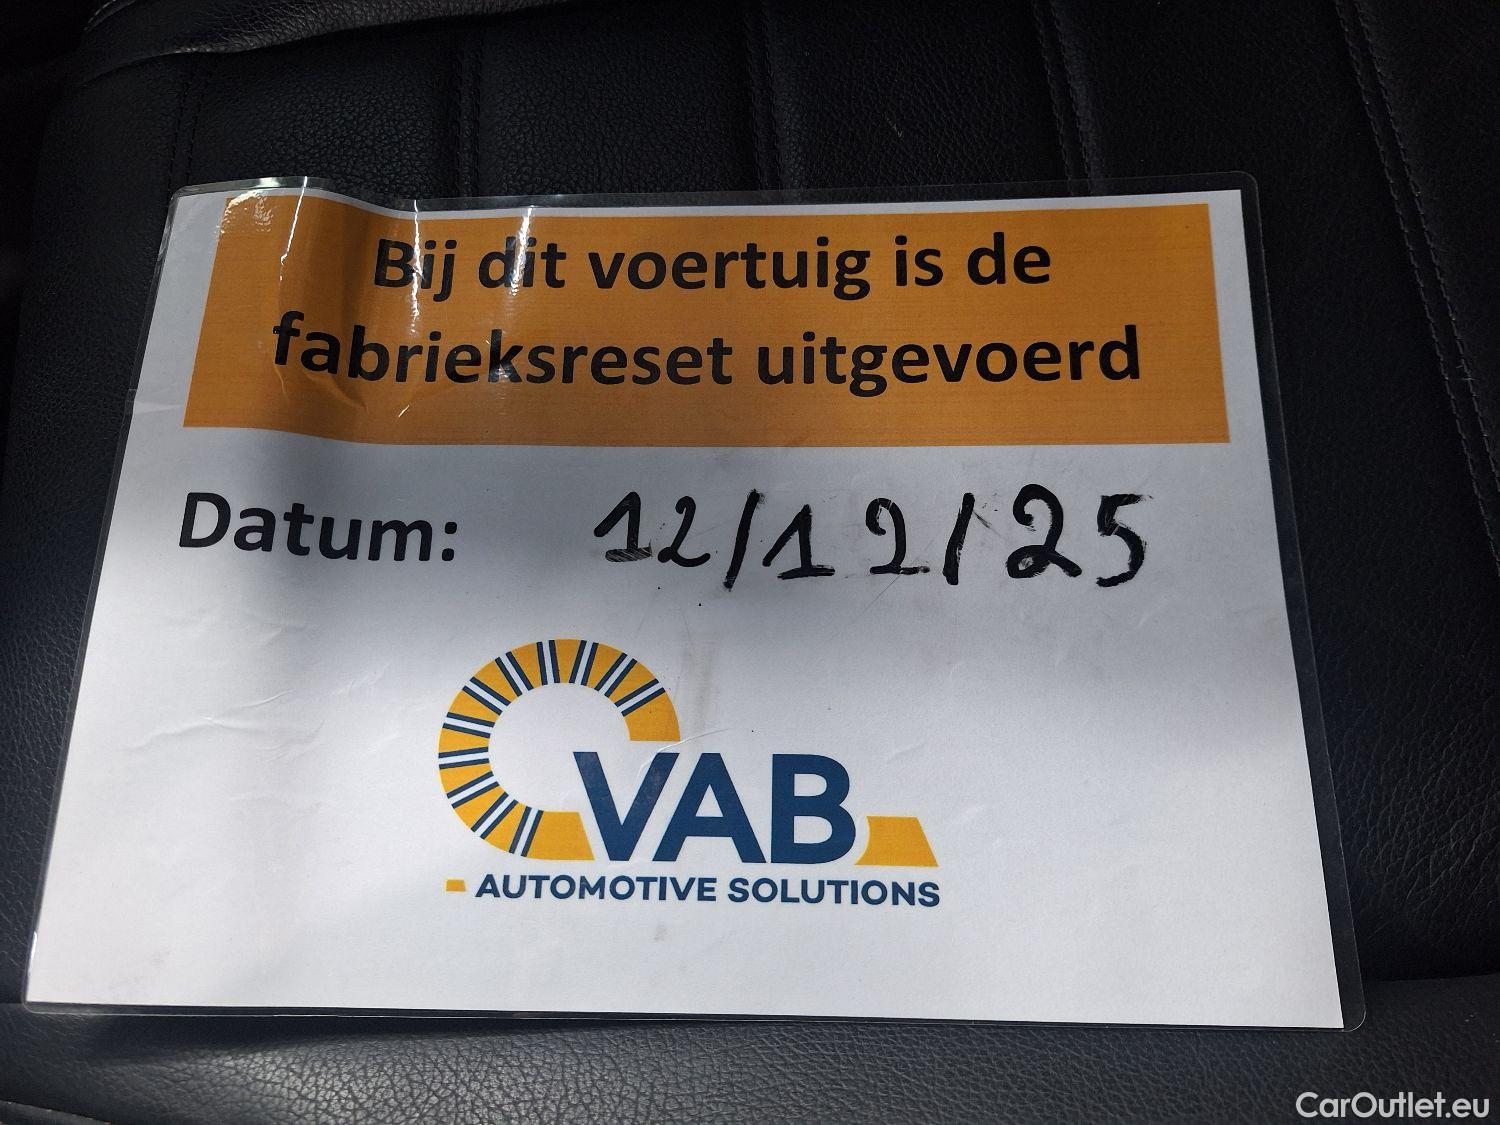 Bij dit voertuig is de
fabrieksreset uitgevoerd
Datum: 12/12/25
VAB
AUTOMOTIVE SOLUTIONS
CarOutlet.eu